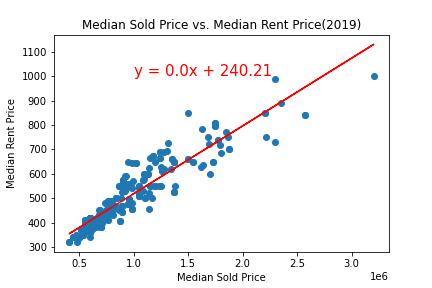 Median Sold Price vs. Median Rent Price(2019)
y = 0.0x + 240.21
Median Rent Price
1100
1000
900
800
700
600
500
400
300
0.5 1.0 1.5 2.0 2.5 3.0
1e6
Median Sold Price